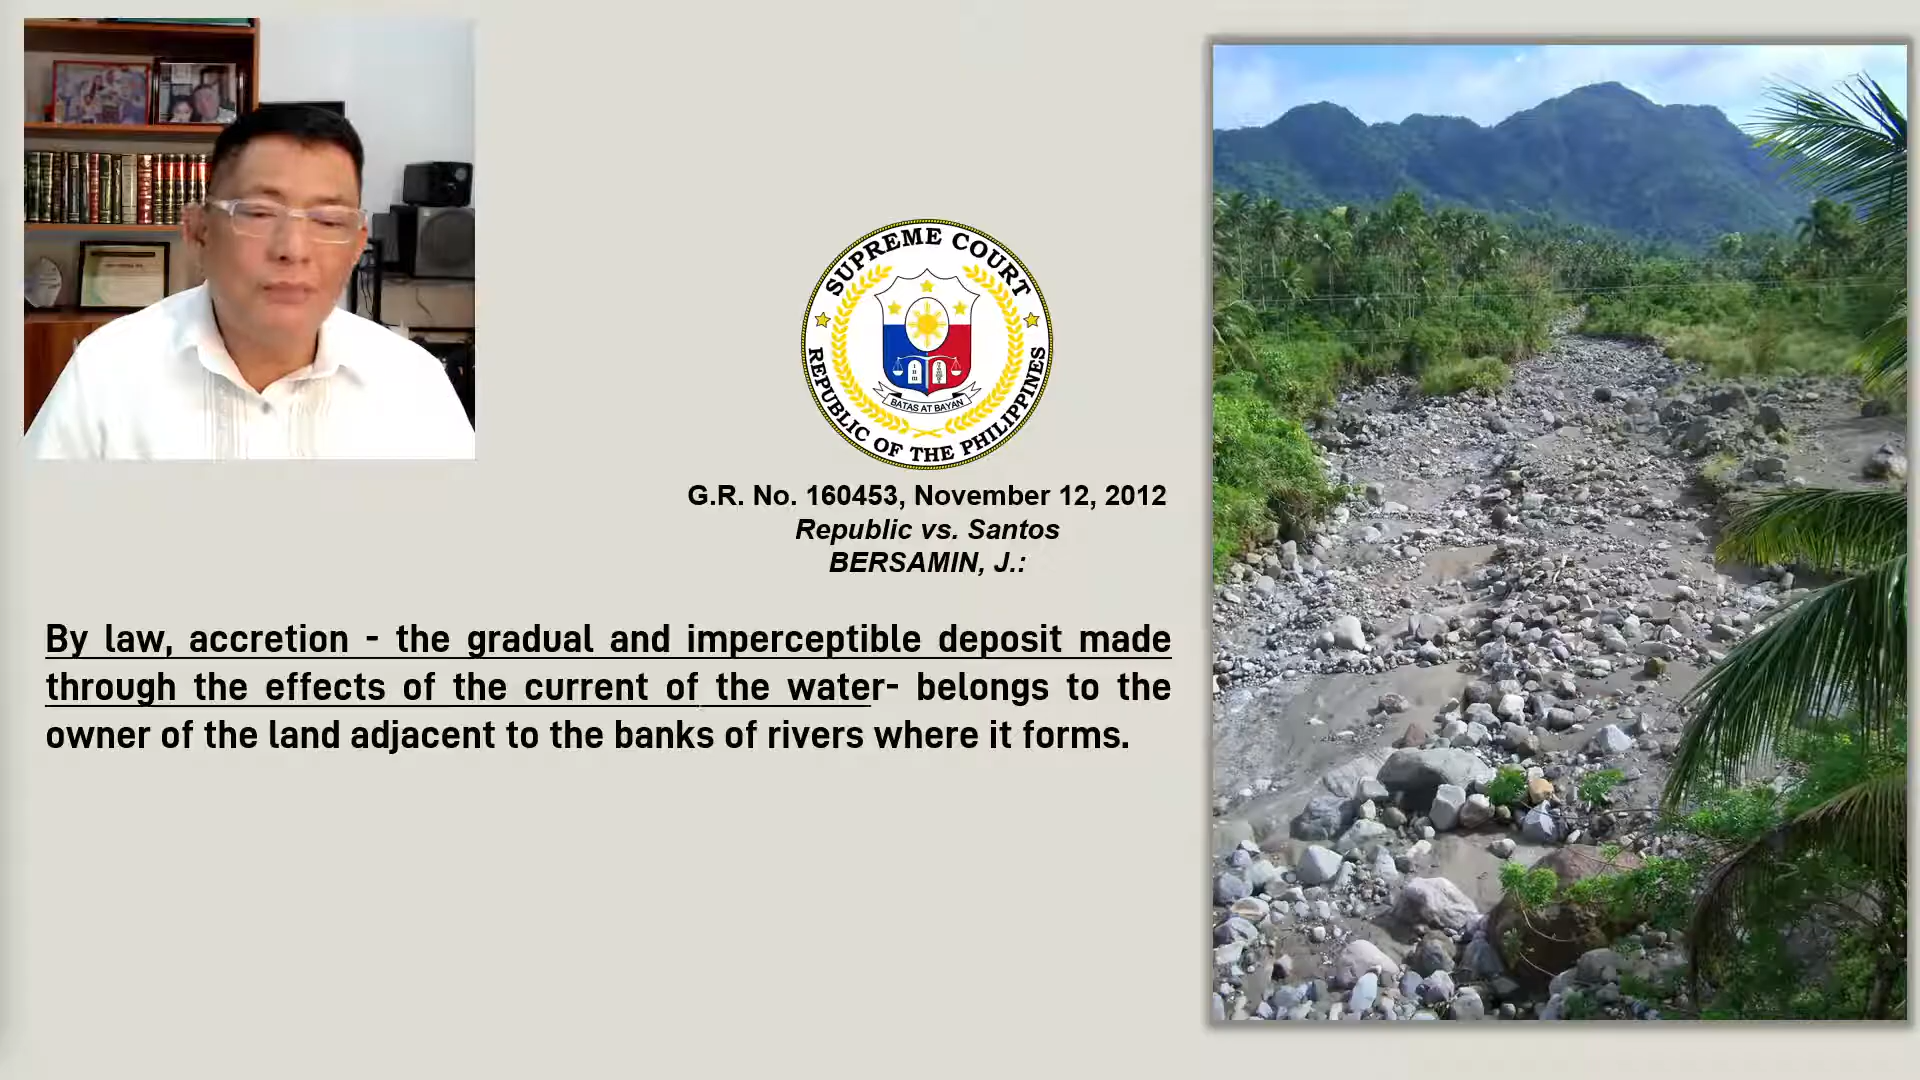 SUPREME COURT
REPUBLIC OF THE PHILIPPINES
BATAS AT BAYAN
G.R. No. 160453, November 12, 2012
Republic vs. Santos
BERSAMIN, J.:
By law, accretion - the gradual and imperceptible deposit made
through the effects of the current of the water- belongs to the
owner of the land adjacent to the banks of rivers where it forms.